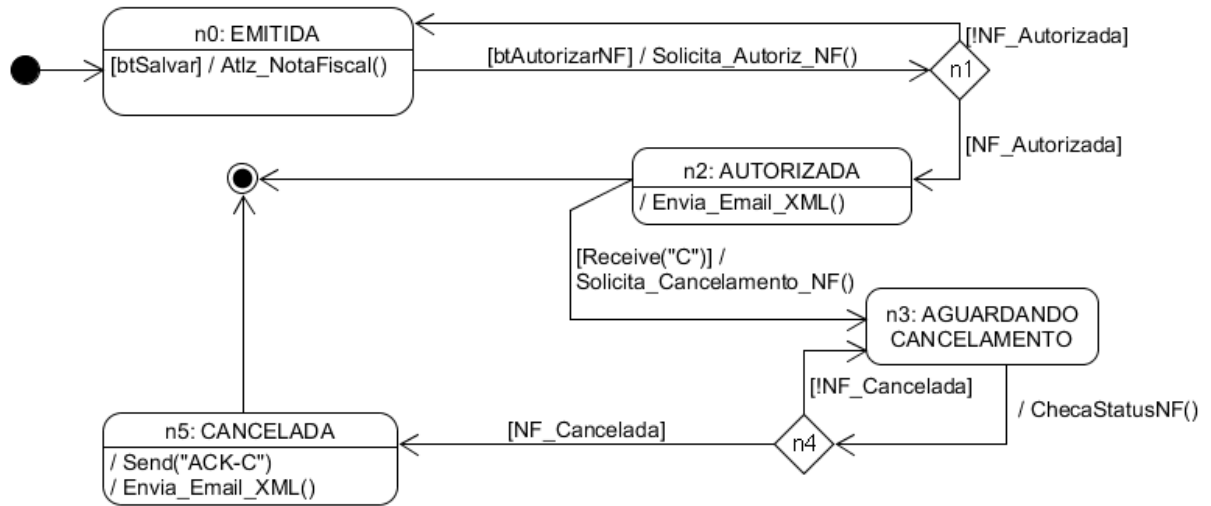 n0: EMITIDA
[btSalvar] / Atlz_NotaFiscal()
[btAutorizarNF] / Solicita_Autoriz_NF()
[!NF_Autorizada]
n1
[NF_Autorizada]
n2: AUTORIZADA
/ Envia_Email_XML()
[Receive("C")] /
Solicita_Cancelamento_NF()
n3: AGUARDANDO
CANCELAMENTO
[!NF_Cancelada]
/ ChecaStatusNF()
n4
[NF_Cancelada]
n5: CANCELADA
/ Send("ACK-C")
/ Envia_Email_XML()